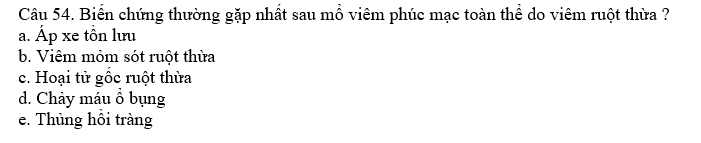 Câu 54. Biến chứng thường gặp nhất sau mổ viêm phúc mạc toàn thể do viêm ruột thừa ?
a. Áp xe tồn lưu
b. Viêm mỏm sót ruột thừa
c. Hoại tử gốc ruột thừa
d. Chảy máu ổ bụng
e. Thủng hồi tràng